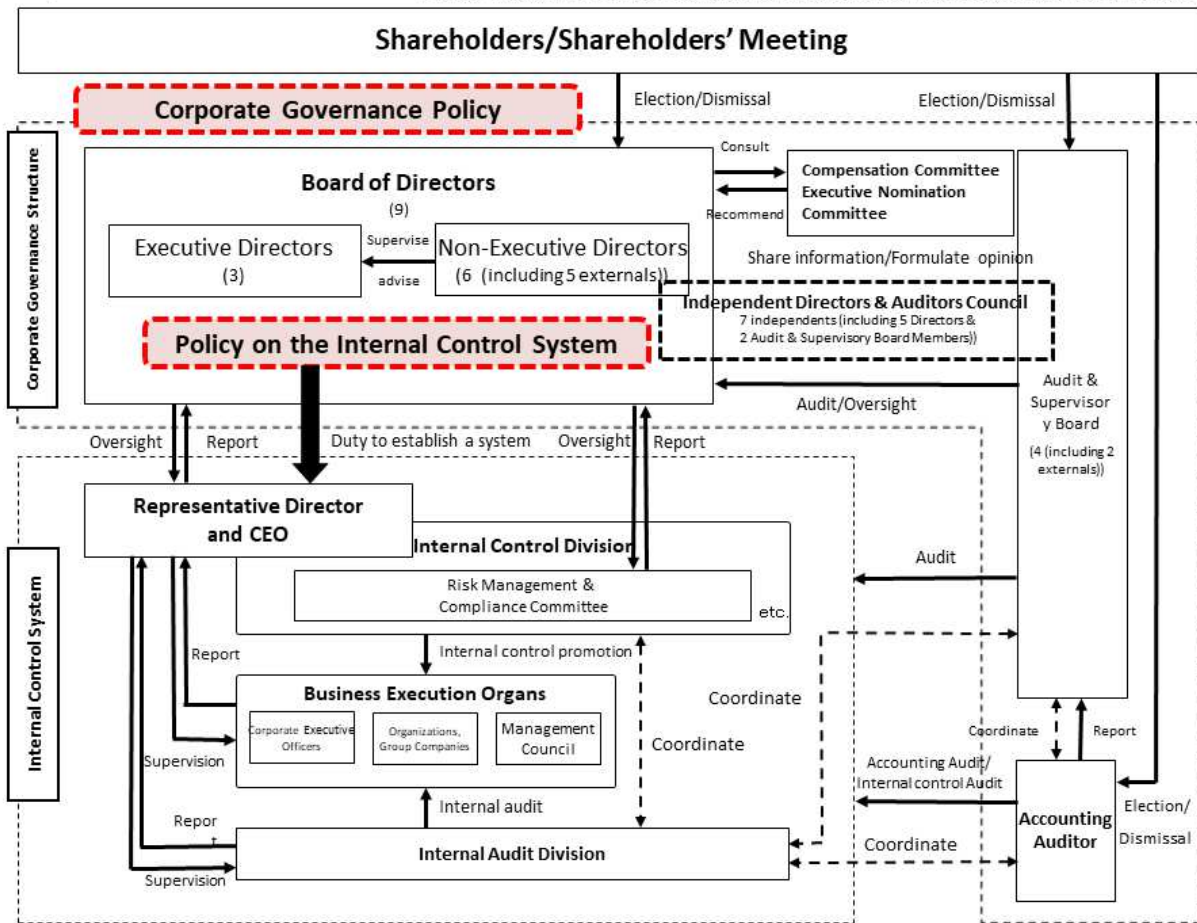 Shareholders/Shareholders’ Meeting
Corporate Governance Policy
Election/Dismissal
Election/Dismissal
Corporate Governance Structure
Board of Directors
(9)
Consult
Recommend
Compensation Committee
Executive Nomination
Committee
Executive Directors
(3)
Supervise
advise
Non-Executive Directors
(6 (including 5 externals))
Share information/Formulate opinion
Independent Directors & Auditors Council
7 independents (including 5 Directors &
2 Audit & Supervisory Board Members))
Policy on the Internal Control System
Audit/Oversight
Audit &
Supervisor
y Board
(4 (including 2
externals))
Oversight
Report
Duty to establish a system
Oversight
Report
Internal Control System
Representative Director
and CEO
Internal Control Division
Risk Management &
Compliance Committee
etc.
Audit
Internal control promotion
Report
Business Execution Organs
Corporate Executive
Officers
Organizations,
Group Companies
Management
Council
Supervision
Coordinate
Coordinate
Coordinate
Report
Accounting Audit/
Internal control Audit
Internal audit
Repor
t
Internal Audit Division
Supervision
Coordinate
Accounting
Auditor
Election/
Dismissal